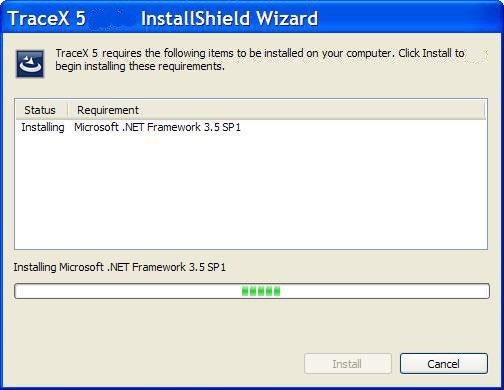 TraceX 5 InstallShield Wizard
TraceX 5 requires the following items to be installed on your computer. Click Install to
begin installing these requirements.
Status Requirement
Installing Microsoft .NET Framework 3.5 SP1
Installing Microsoft .NET Framework 3.5 SP1
Install Cancel